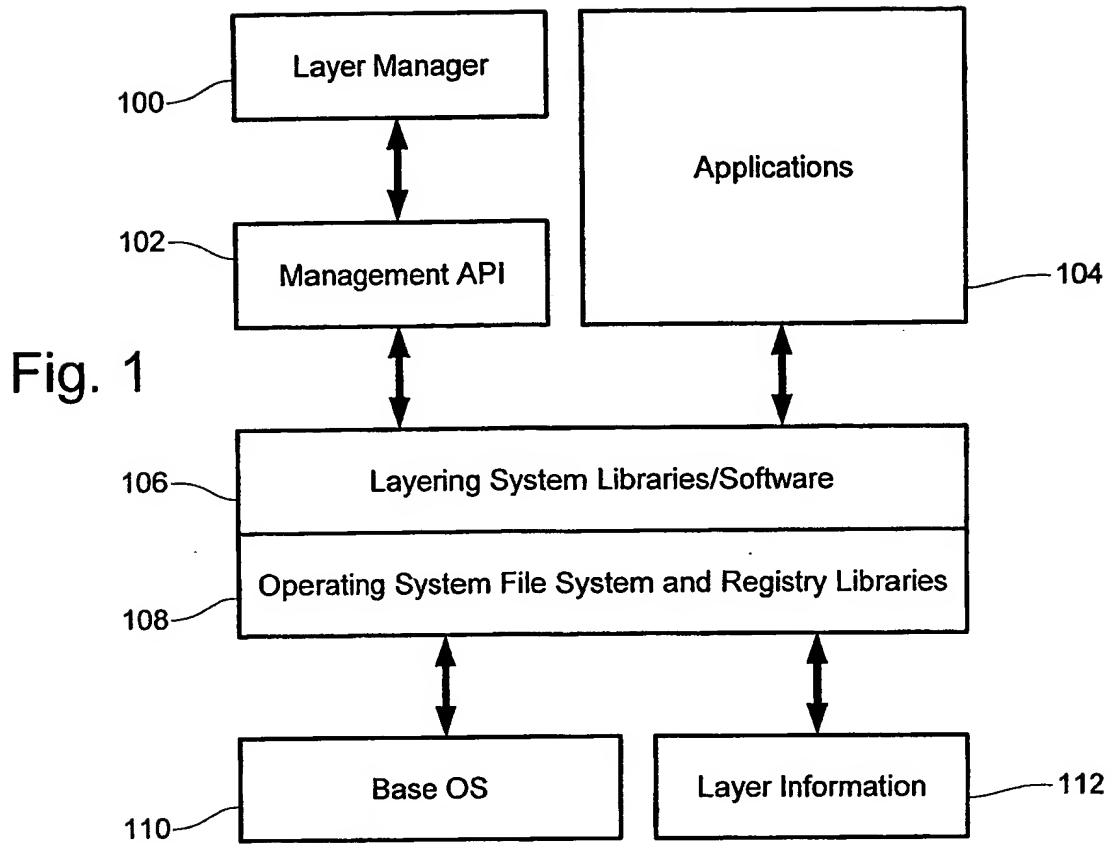 Layer Manager
100
Applications
102
Management API
104
Fig. 1
106
Layering System Libraries/Software
Operating System File System and Registry Libraries
108
Base OS
110
Layer Information
112